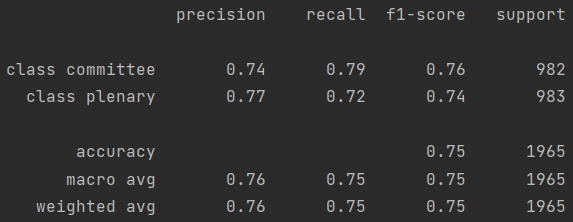 precision recall f1-score support
class committee 0.74 0.79 0.76 982
class plenary 0.77 0.72 0.74 983
accuracy 0.75 1965
macro avg 0.76 0.75 0.75 1965
weighted avg 0.76 0.75 0.75 1965